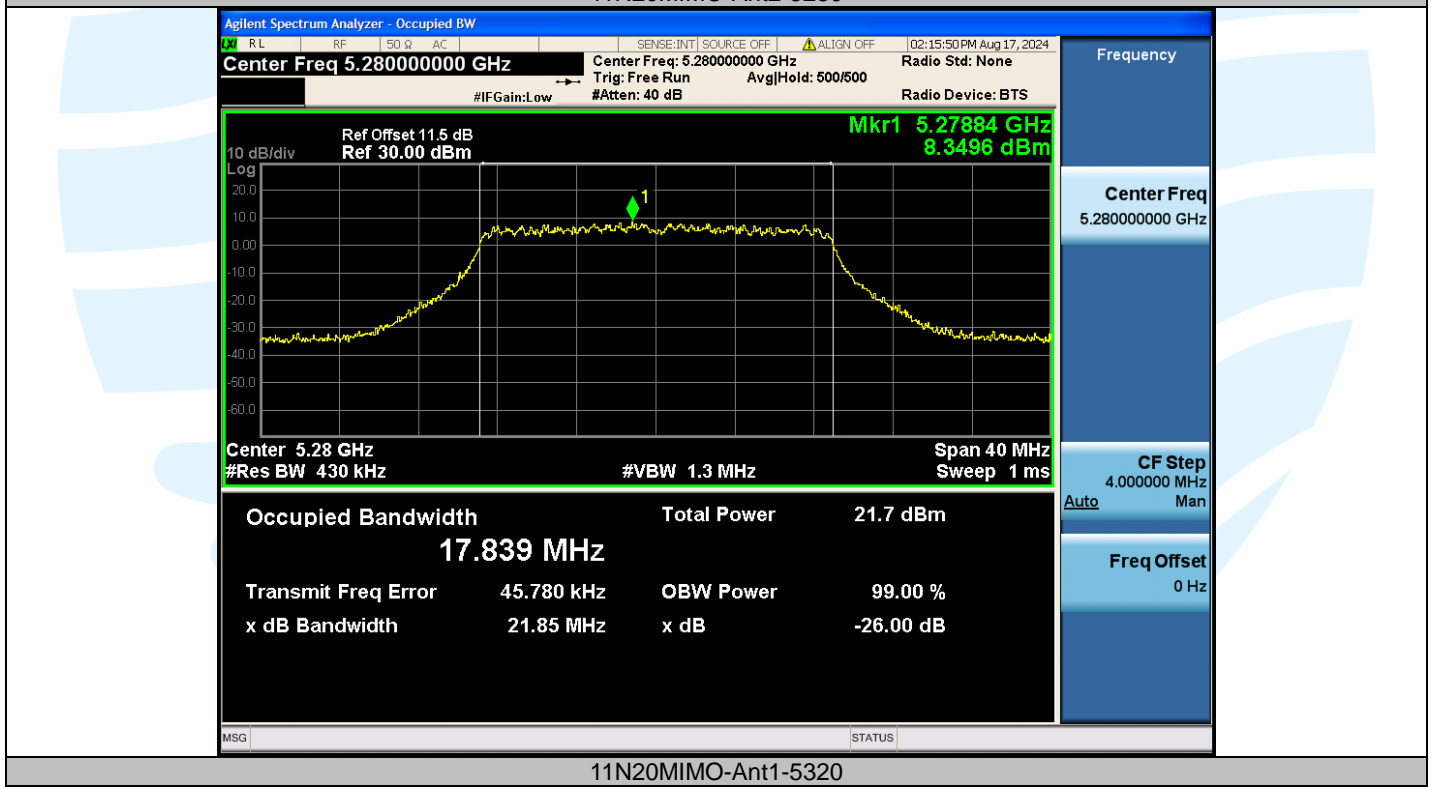 Agilent Spectrum Analyzer - Occupied BW
LXI RL RF 50 Ω AC SENSE:INT SOURCE OFF ALIGN OFF 02:15:50 PM Aug 17, 2024
Center Freq 5.280000000 GHz
Center Freq: 5.280000000 GHz Radio Std: None
Trig: Free Run Avg|Hold: 500/500
#IFGain:Low #Atten: 40 dB Radio Device: BTS
Ref Offset 11.5 dB
10 dB/div Ref 30.00 dBm
Mkr1 5.27884 GHz
8.3496 dBm
Log
20.0
10.0
0.00
-10.0
-20.0
-30.0
-40.0
-50.0
-60.0
1
Center 5.28 GHz Span 40 MHz
#Res BW 430 kHz #VBW 1.3 MHz Sweep 1 ms
Occupied Bandwidth Total Power 21.7 dBm
17.839 MHz
Transmit Freq Error 45.780 kHz OBW Power 99.00 %
x dB Bandwidth 21.85 MHz x dB -26.00 dB
MSG STATUS
Frequency
Center Freq
5.280000000 GHz
CF Step
4.000000 MHz
Auto Man
Freq Offset
0 Hz
11N20MIMO-Ant1-5320